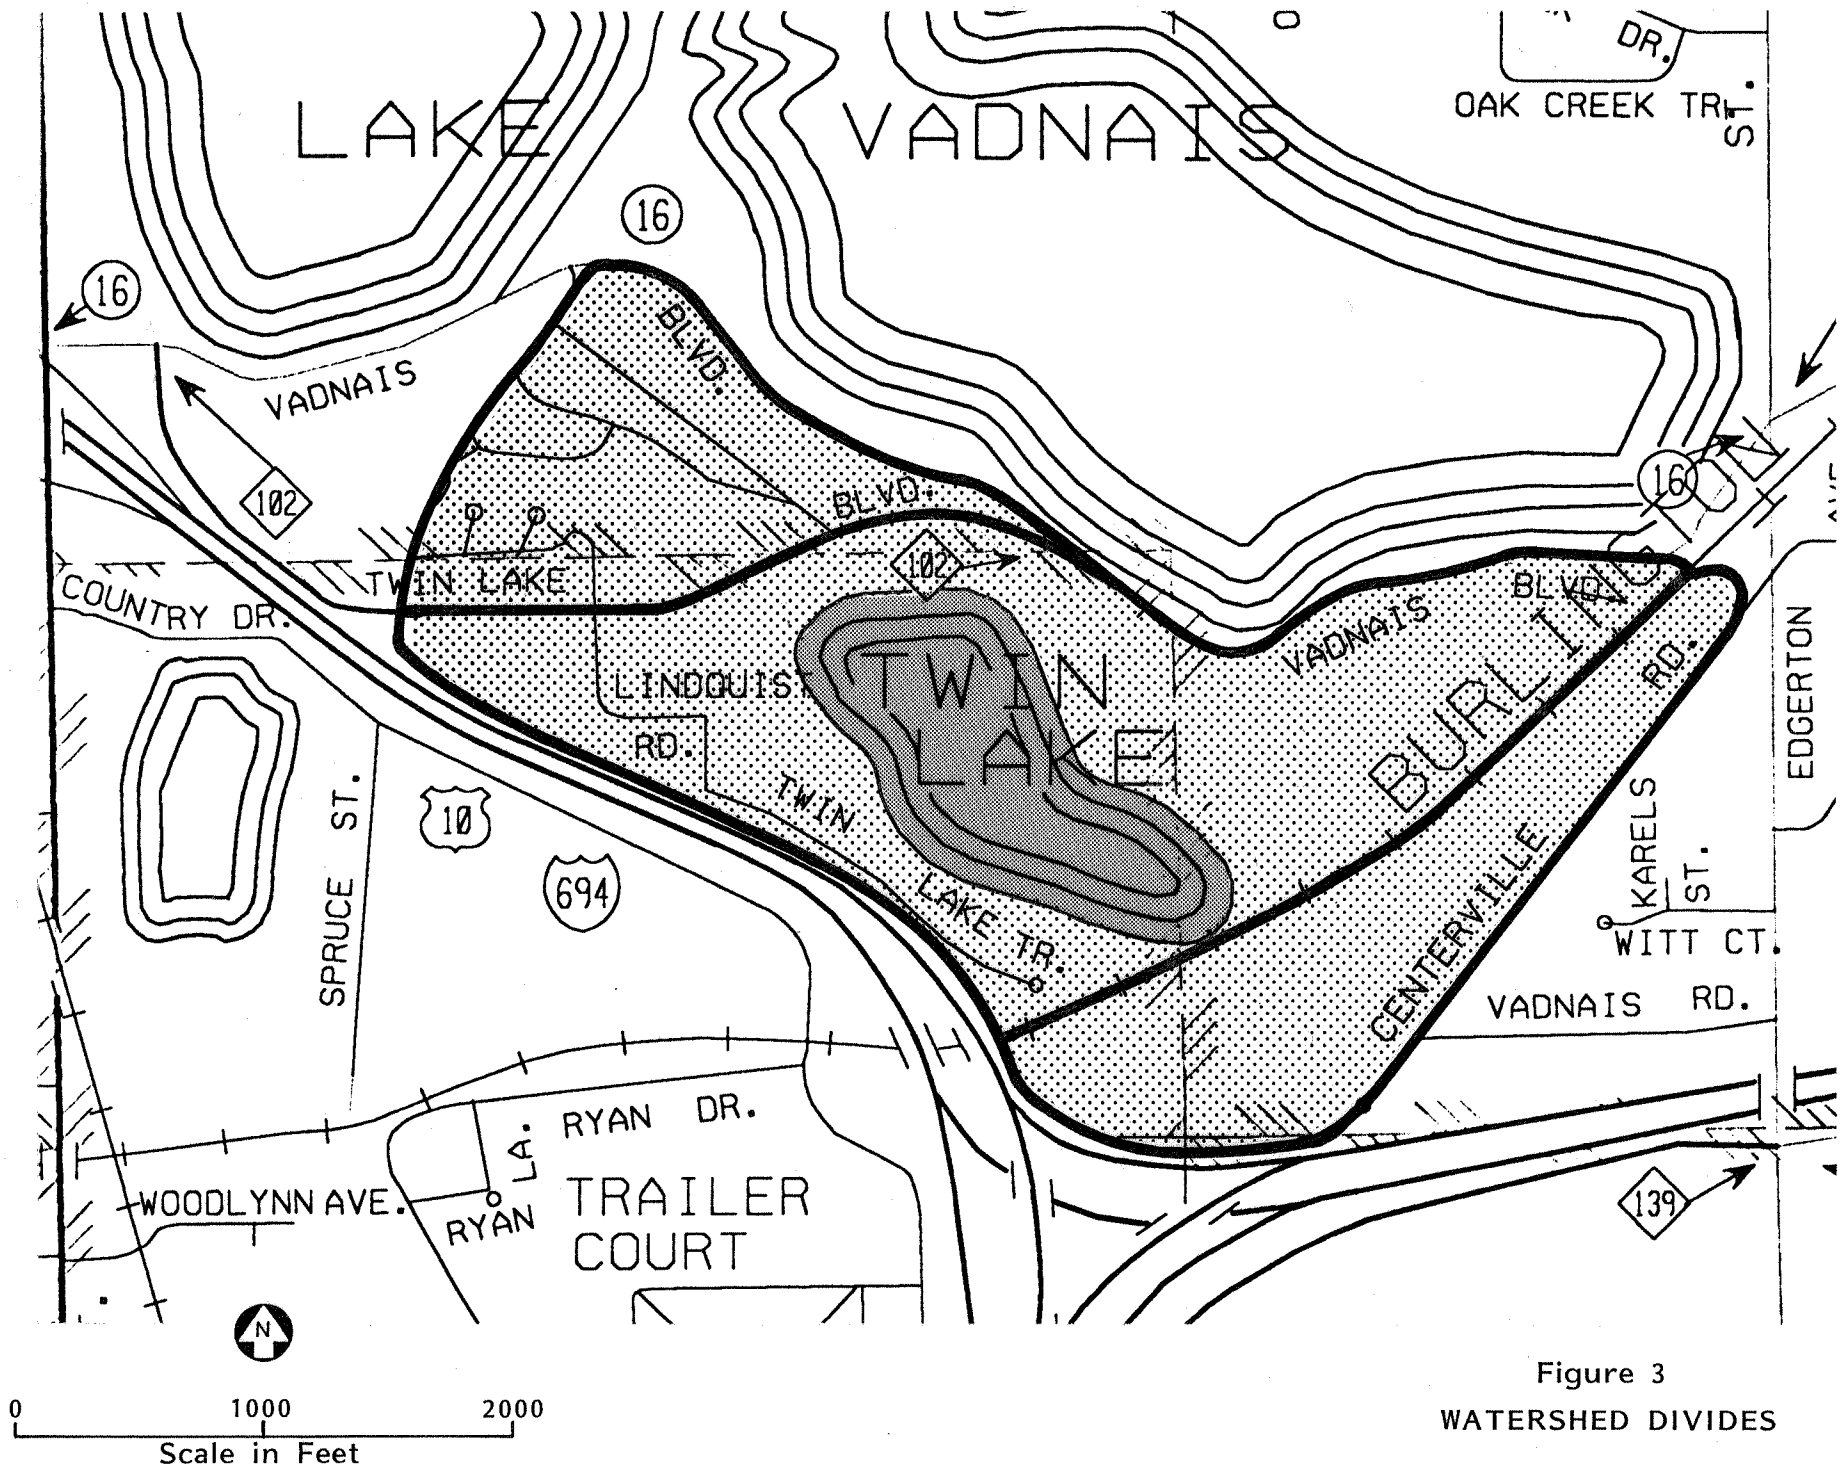 DR.
OAK CREEK TR.
ST.
LAKE VADNAIS
16
16
BLVD.
VADNAIS
102
BLVD.
16
102
TWIN LAKE
COUNTRY DR.
BLVD.
VADNAIS
BURLINGTON
RD.
EDGERTON
AVE
LINDQUIST
RD.
TWIN
LAKE
TWIN
LAKE TR.
SPRUCE ST.
10
694
KARELS
ST.
CENTERVILLE
WITT CT.
VADNAIS RD.
RYAN DR.
LA.
RYAN
WOODLYNN AVE.
TRAILER
COURT
139
N
0 1000 2000
Scale in Feet
Figure 3
WATERSHED DIVIDES